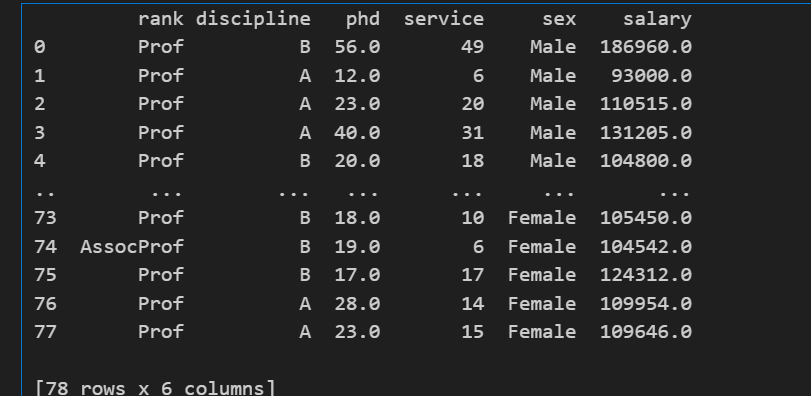 rank discipline phd service sex salary
0 Prof B 56.0 49 Male 186960.0
1 Prof A 12.0 6 Male 93000.0
2 Prof A 23.0 20 Male 110515.0
3 Prof A 40.0 31 Male 131205.0
4 Prof B 20.0 18 Male 104800.0
.. ... ... ... ... ... ...
73 Prof B 18.0 10 Female 105450.0
74 AssocProf B 19.0 6 Female 104542.0
75 Prof B 17.0 17 Female 124312.0
76 Prof A 28.0 14 Female 109954.0
77 Prof A 23.0 15 Female 109646.0
[78 rows x 6 columns]